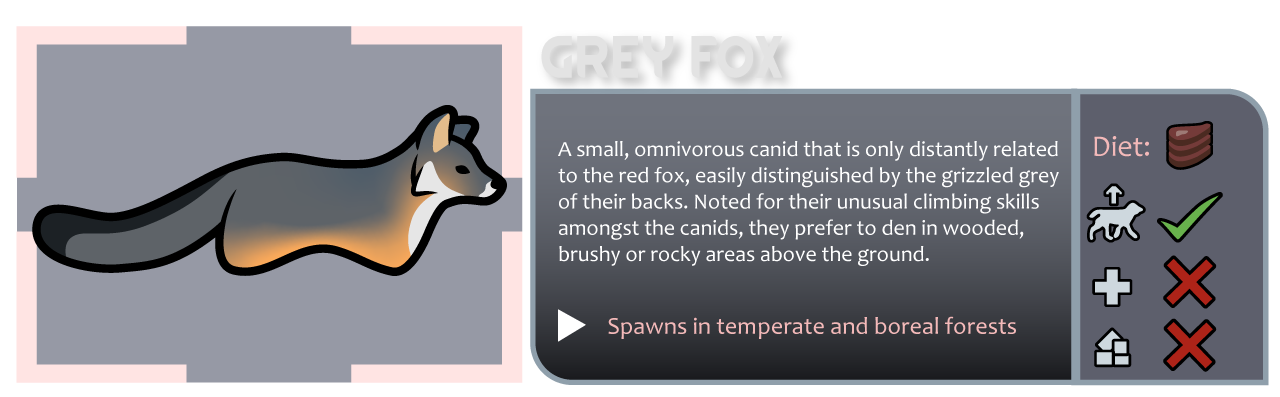 GREY FOX
A small, omnivorous canid that is only distantly related
to the red fox, easily distinguished by the grizzled grey
of their backs. Noted for their unusual climbing skills
amongst the canids, they prefer to den in wooded,
brushy or rocky areas above the ground.
Spawns in temperate and boreal forests
Diet: